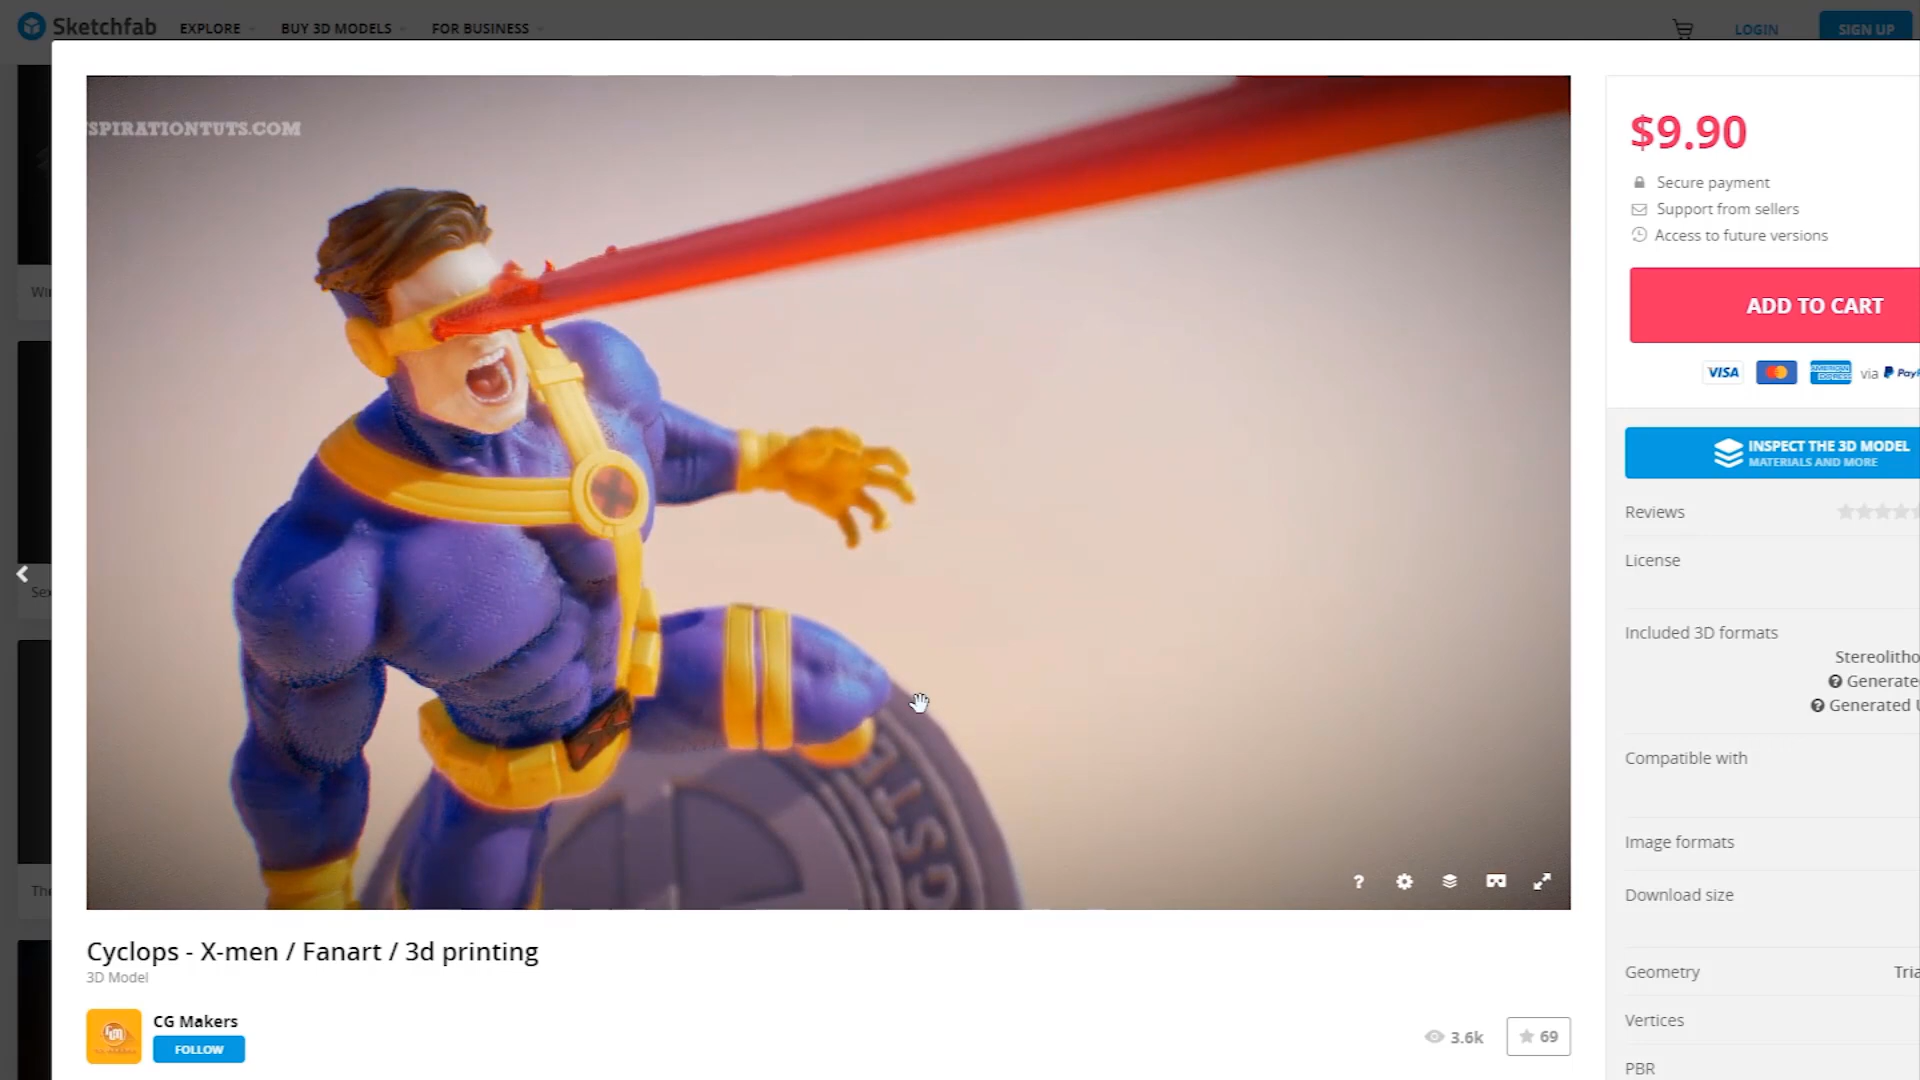 Sketchfab EXPLORE BUY 3D MODELS FOR BUSINESS LOGIN SIGN UP
SPIRATIONTUTS.COM
$9.90
Secure payment
Support from sellers
Access to future versions
ADD TO CART
VISA AMERICAN EXPRESS via PayP
INSPECT THE 3D MODEL
MATERIALS AND MORE
Reviews
License
Included 3D formats
Stereolitho
Generate
Generated U
Compatible with
Image formats
Download size
Geometry Tria
Vertices
PBR
Cyclops - X-men / Fanart / 3d printing
3D Model
CG Makers
FOLLOW
3.6k 69